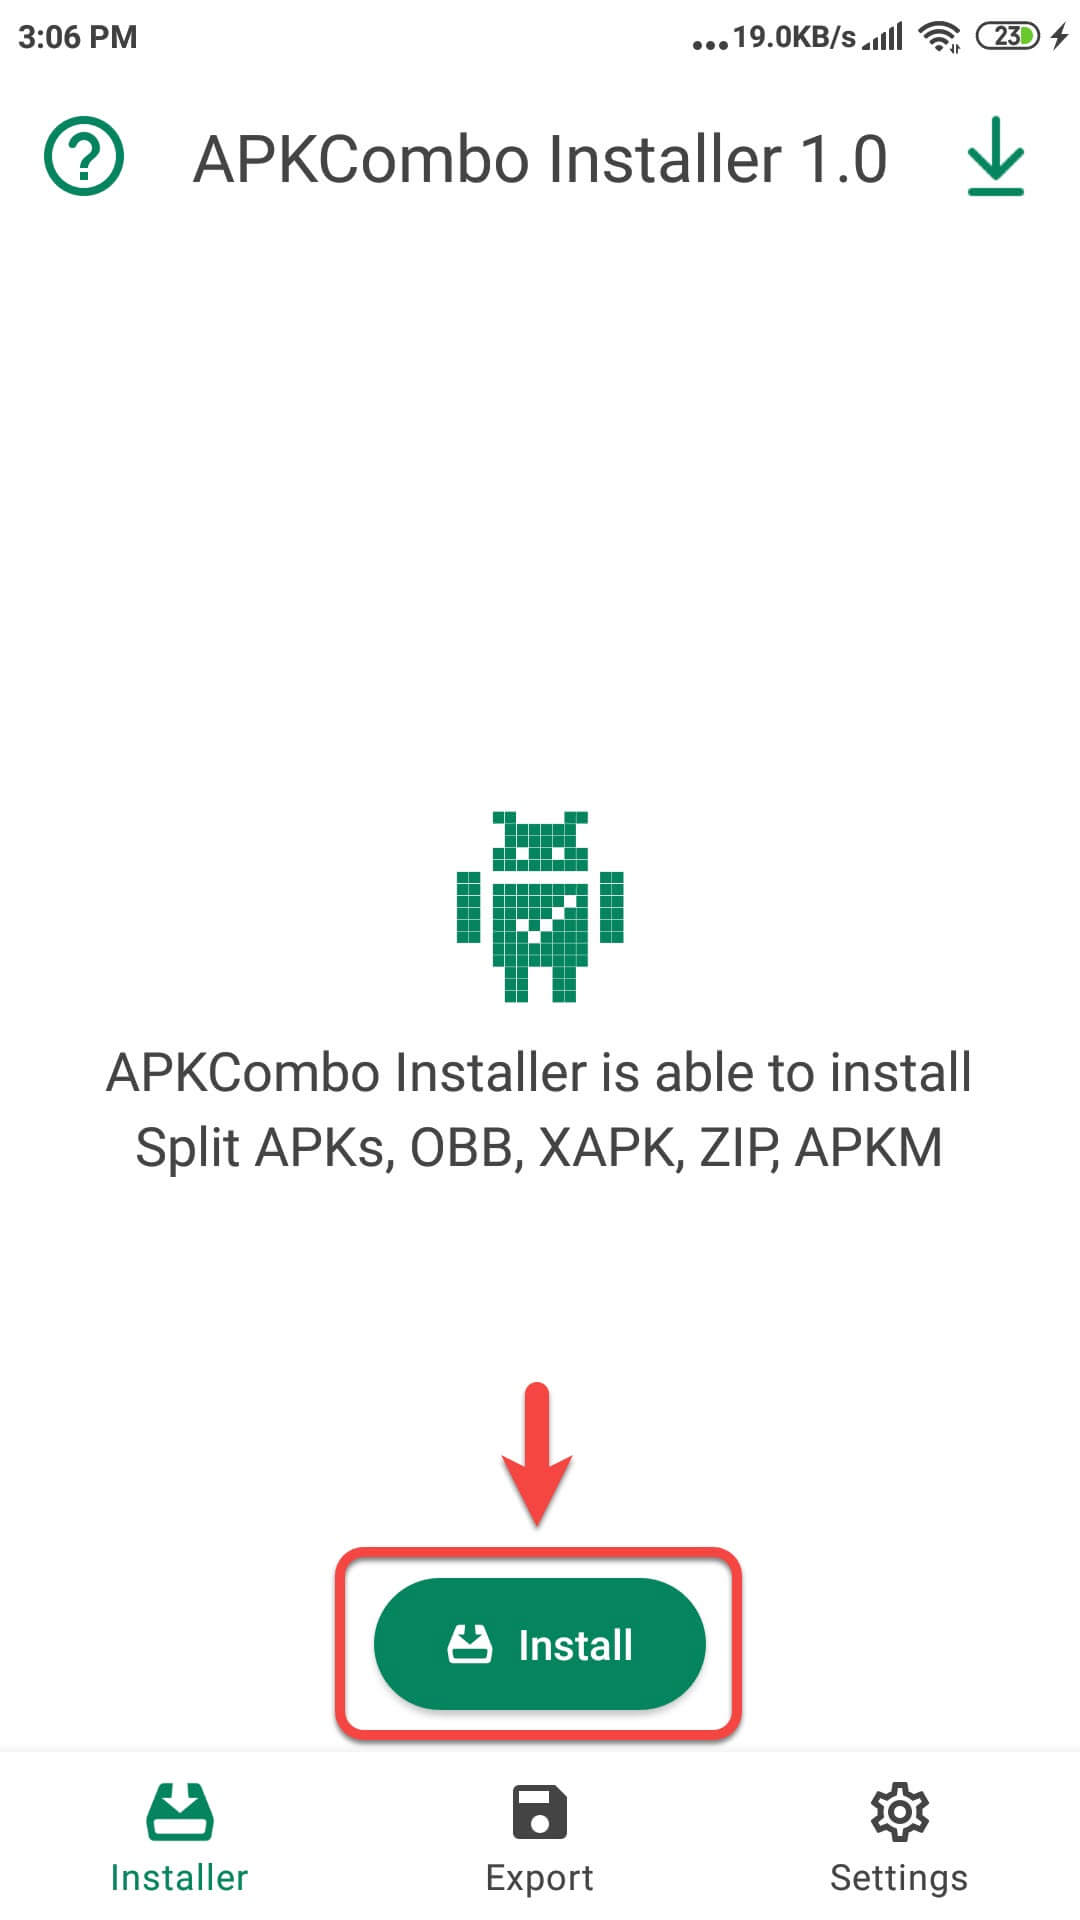 3:06 PM
...19.0KB/s
23
APKCombo Installer 1.0
APKCombo Installer is able to install
Split APKs, OBB, XAPK, ZIP, APKM
Install
Installer
Export
Settings